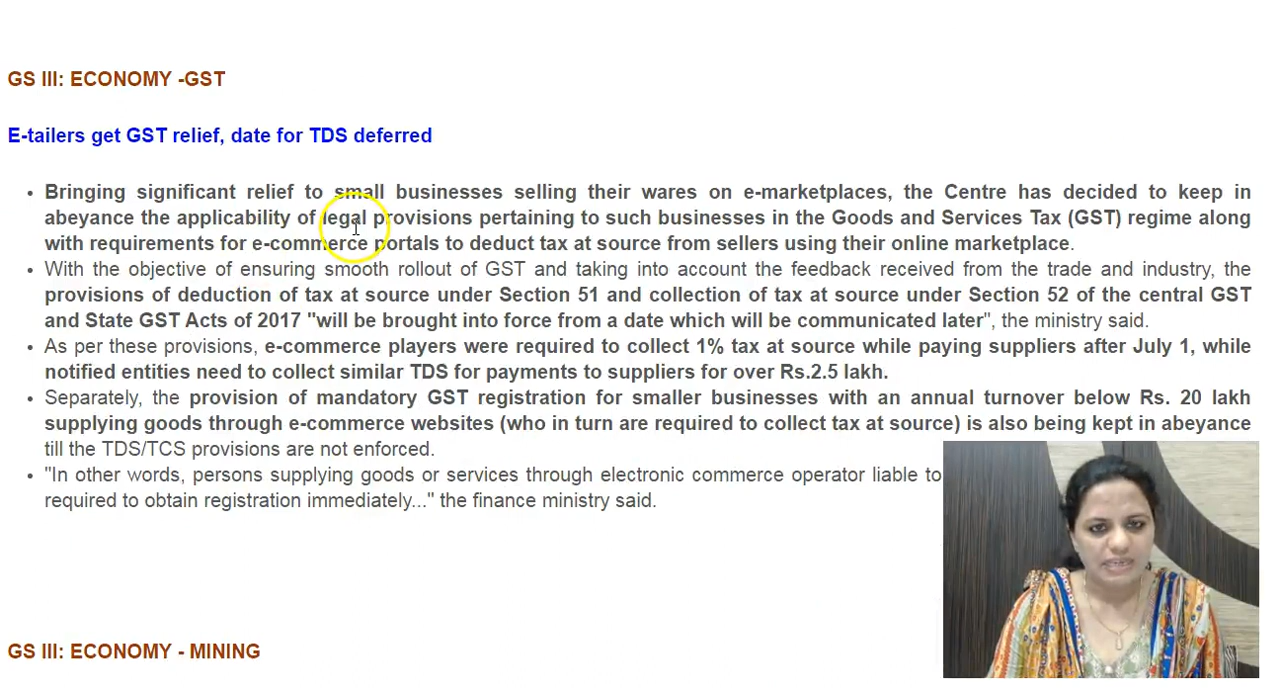 GS III: ECONOMY -GST
E-tailers get GST relief, date for TDS deferred
• Bringing significant relief to small businesses selling their wares on e-marketplaces, the Centre has decided to keep in
abeyance the applicability of legal provisions pertaining to such businesses in the Goods and Services Tax (GST) regime along
with requirements for e-commerce portals to deduct tax at source from sellers using their online marketplace.
• With the objective of ensuring smooth rollout of GST and taking into account the feedback received from the trade and industry, the
provisions of deduction of tax at source under Section 51 and collection of tax at source under Section 52 of the central GST
and State GST Acts of 2017 "will be brought into force from a date which will be communicated later", the ministry said.
• As per these provisions, e-commerce players were required to collect 1% tax at source while paying suppliers after July 1, while
notified entities need to collect similar TDS for payments to suppliers for over Rs.2.5 lakh.
• Separately, the provision of mandatory GST registration for smaller businesses with an annual turnover below Rs. 20 lakh
supplying goods through e-commerce websites (who in turn are required to collect tax at source) is also being kept in abeyance
till the TDS/TCS provisions are not enforced.
• "In other words, persons supplying goods or services through electronic commerce operator liable to
required to obtain registration immediately..." the finance ministry said.
GS III: ECONOMY - MINING